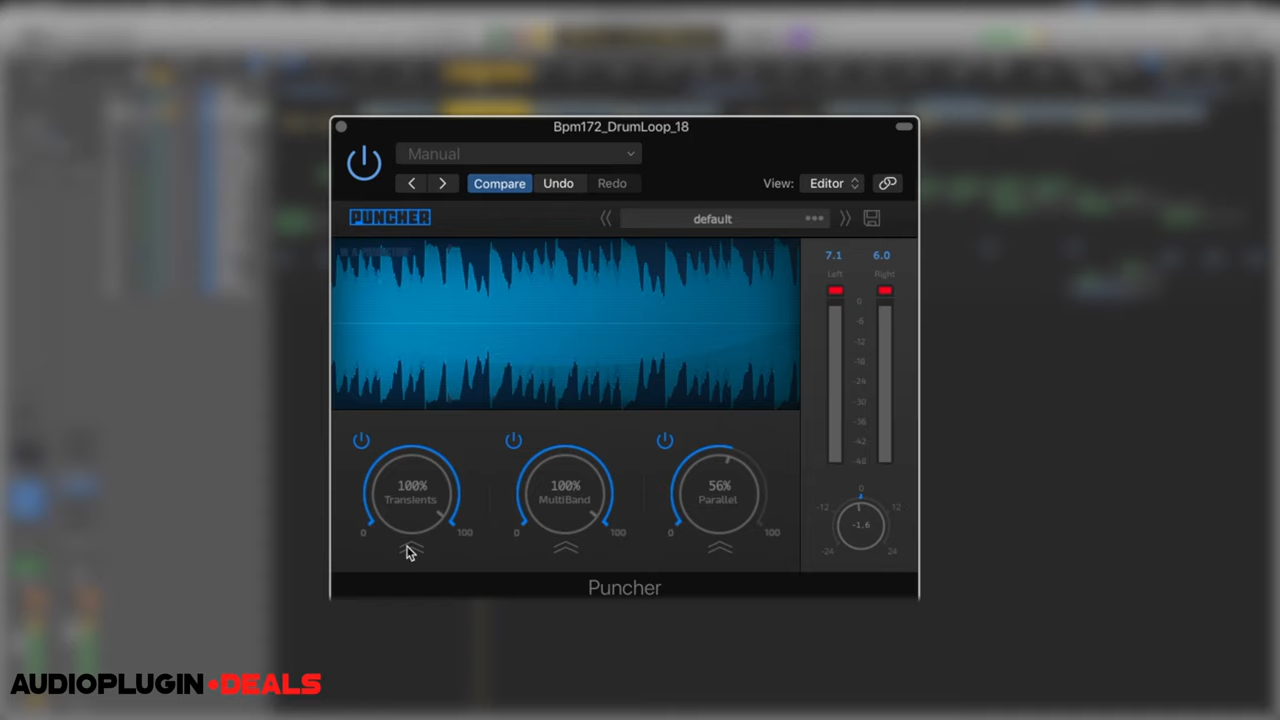 Bpm172_DrumLoop_18
Manual
Compare Undo Redo View: Editor
PUNCHER default
7.1 6.0
Left Right
0
-6
-12
-18
-24
-30
-36
-42
-48
100% 100% 56%
Transients MultiBand Parallel
0 100 0 100 0 100
0
-12 12
-1.6
-24 24
Puncher
AUDIOPLUGIN•DEALS